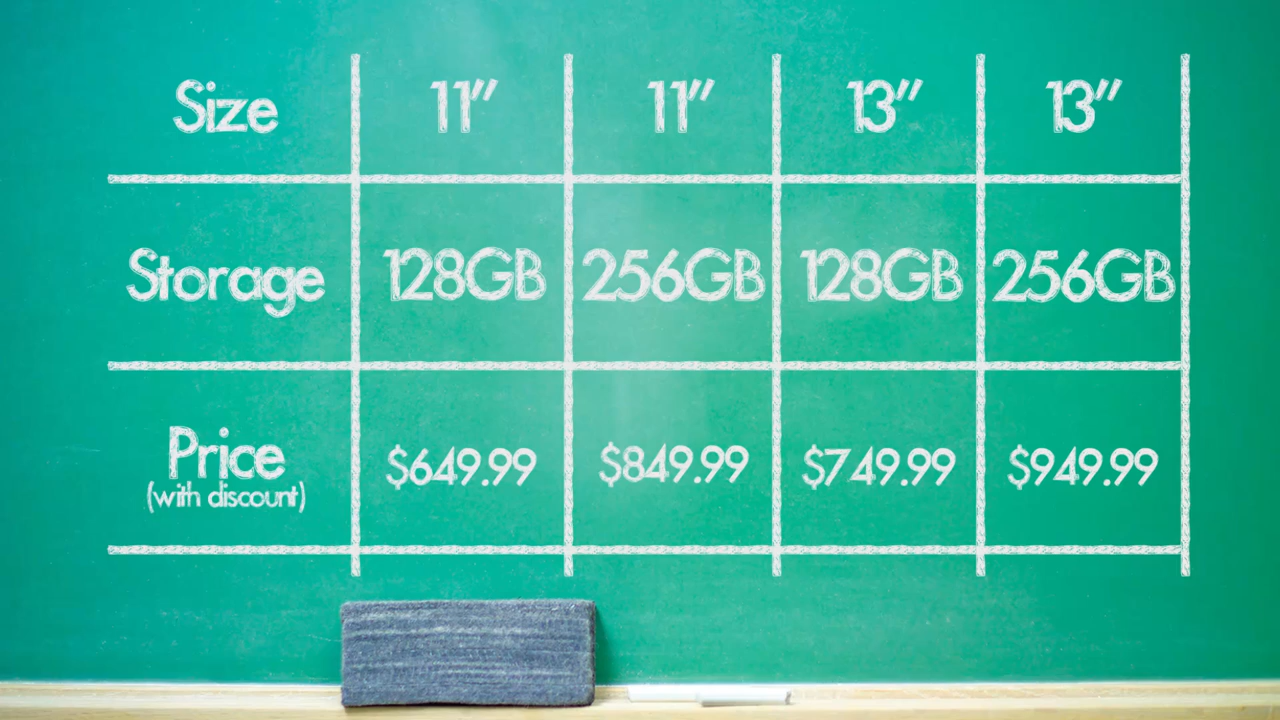 Size 11" 11" 13" 13"
Storage 128GB 256GB 128GB 256GB
Price $649.99 $849.99 $749.99 $949.99
(with discount)